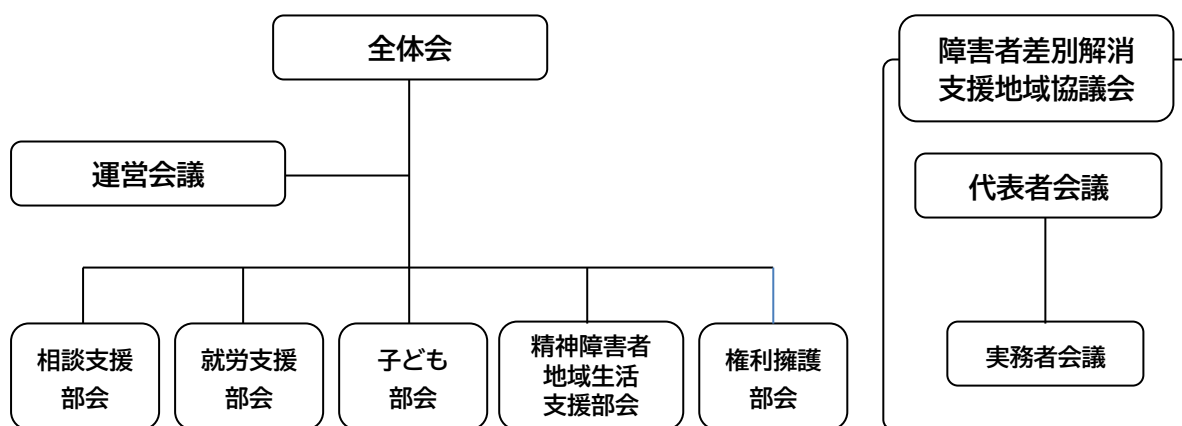 全体会
障害者差別解消
支援地域協議会
運営会議
代表者会議
相談支援
部会
就労支援
部会
子ども
部会
精神障害者
地域生活
支援部会
権利擁護
部会
実務者会議